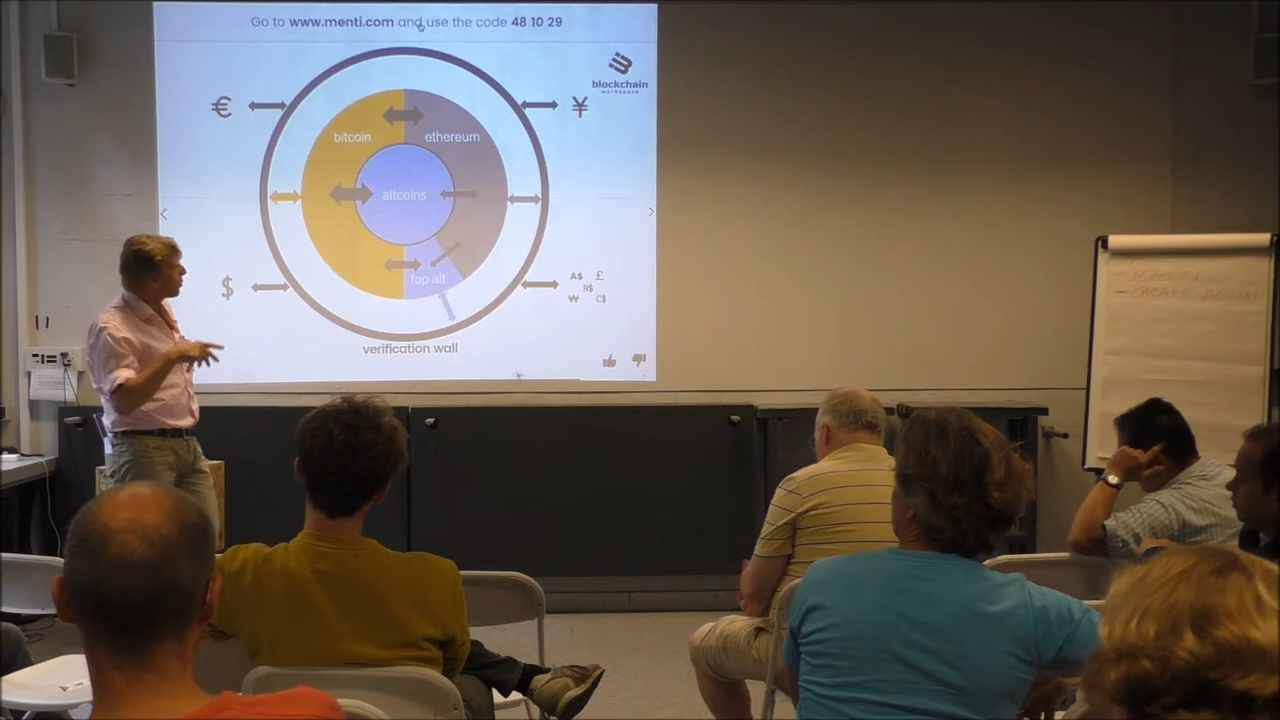 Go to www.menti.com and use the code 48 10 29
blockchain
workspace
€
¥
bitcoin
ethereum
altcoins
top alt
$
A$ £
R$
₩ C$
verification wall